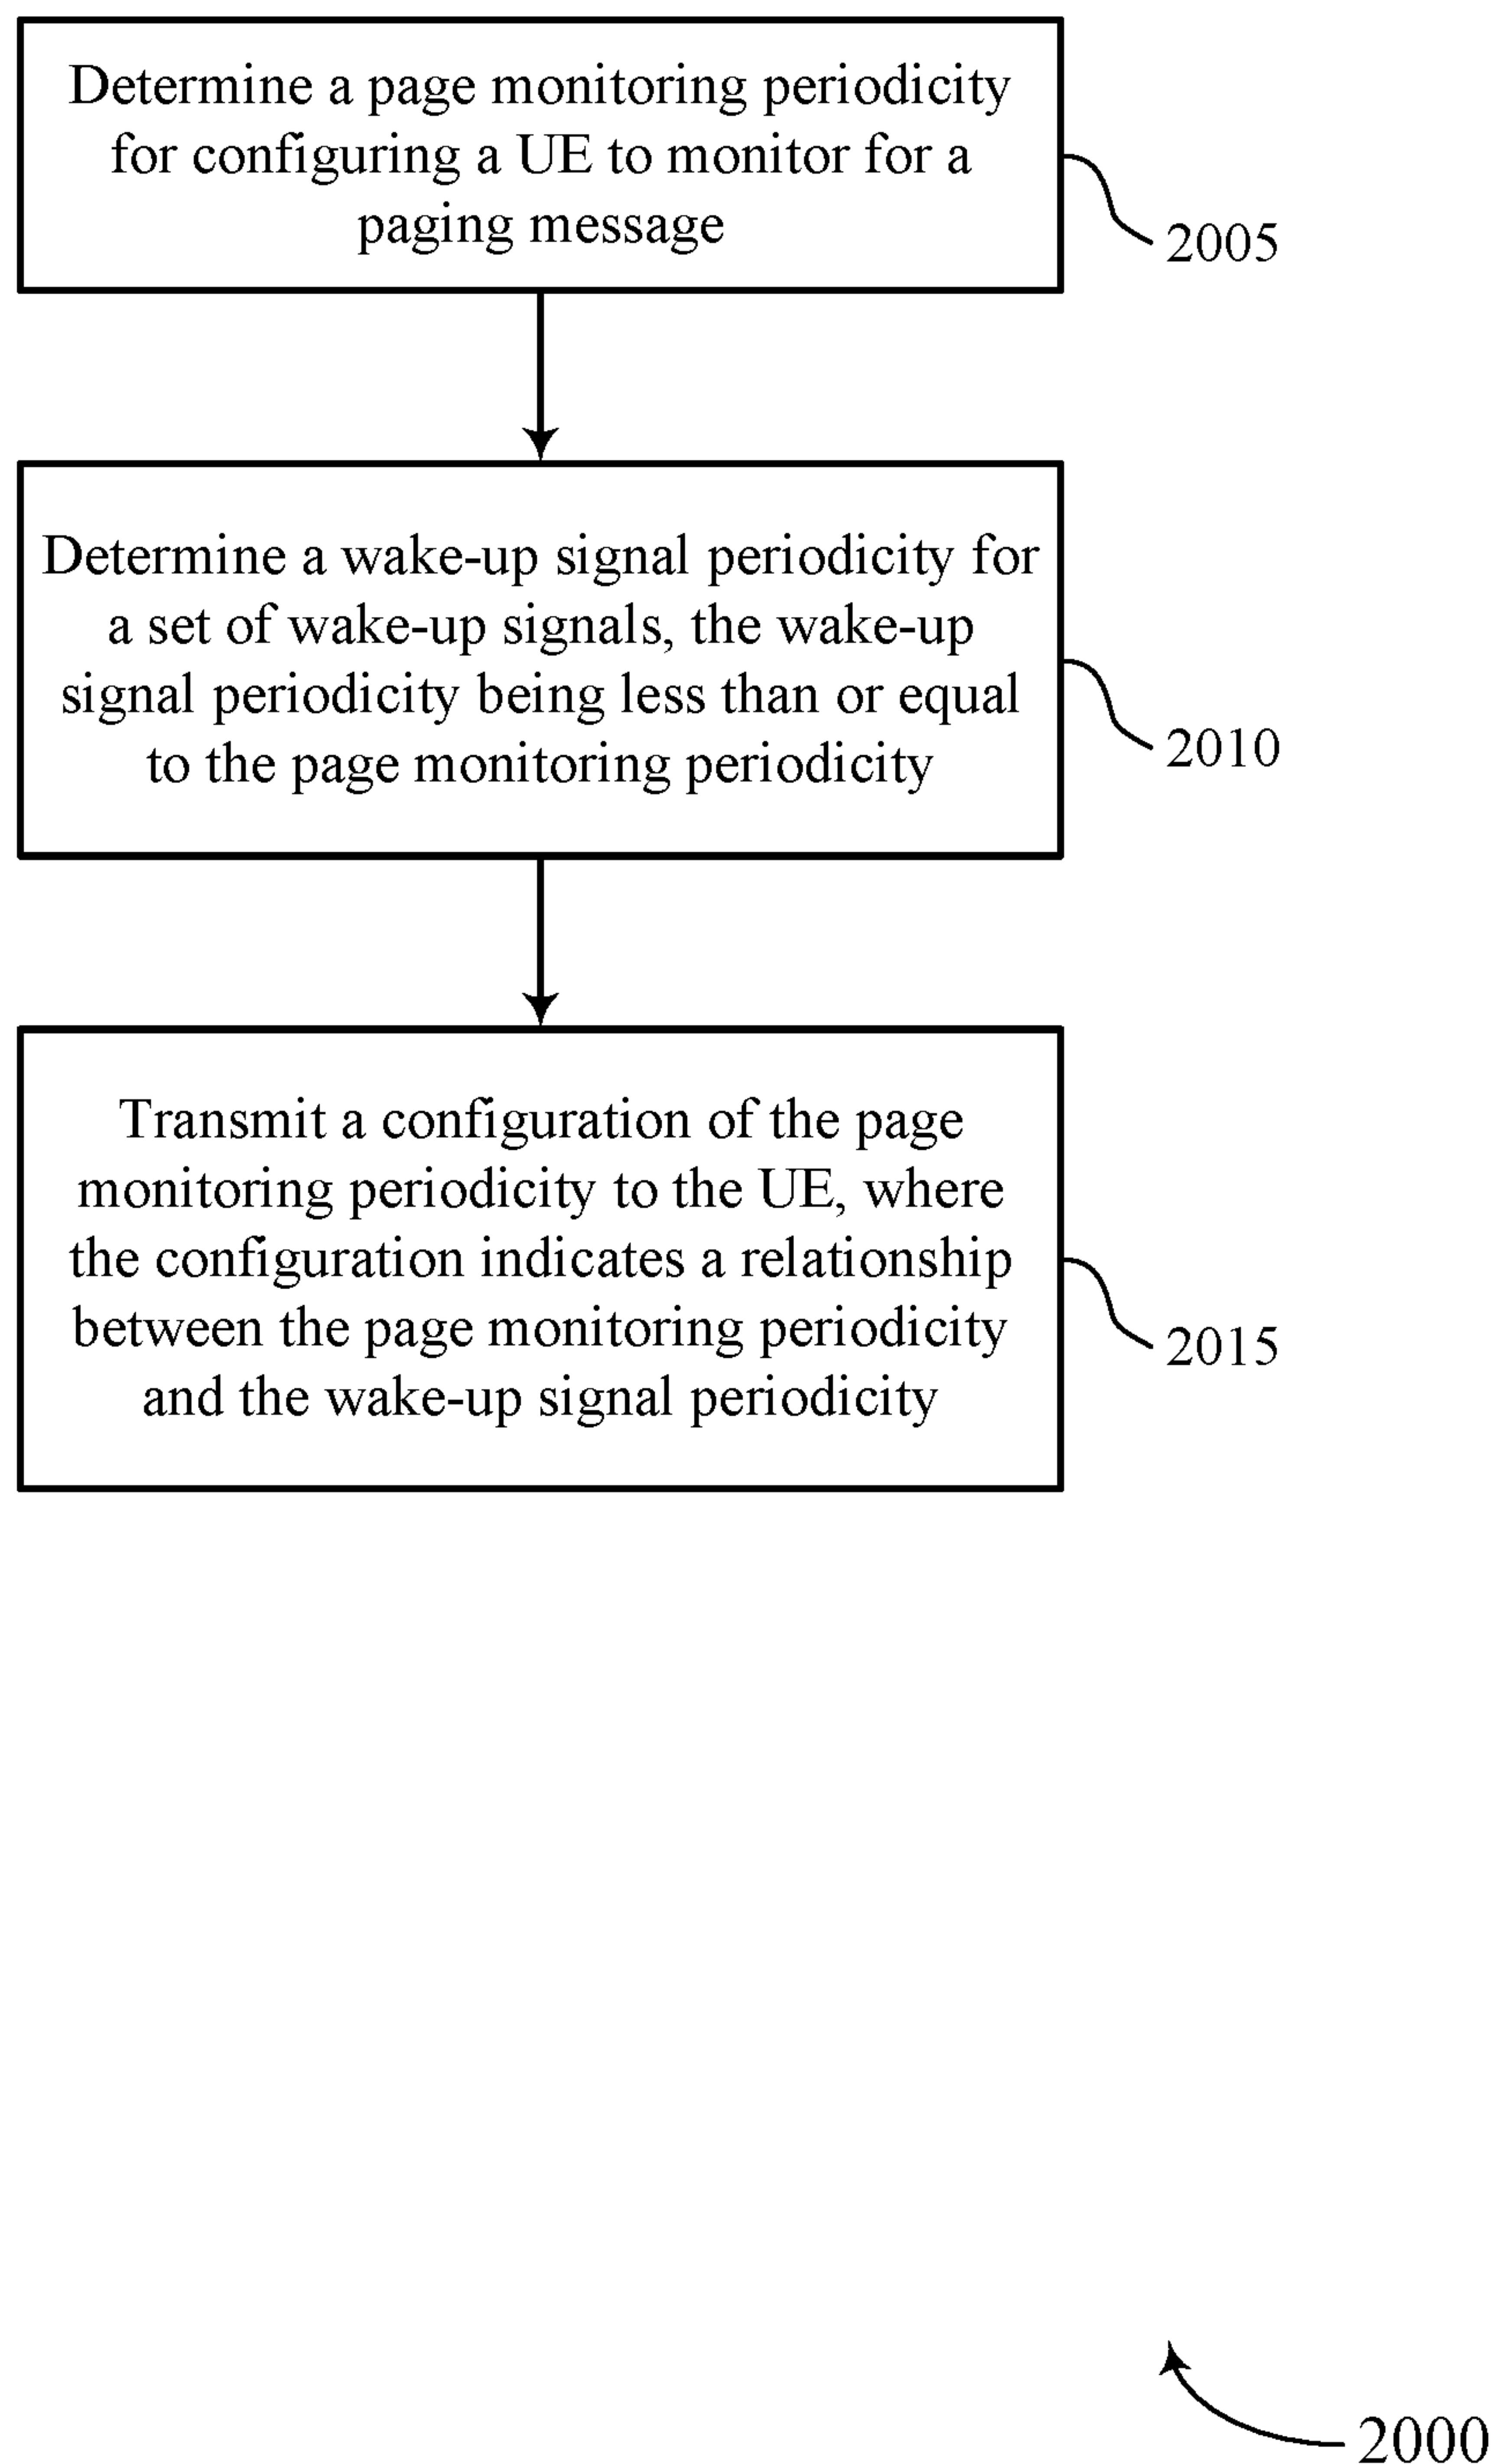 Determine a page monitoring periodicity
for configuring a UE to monitor for a
paging message
2005
Determine a wake-up signal periodicity for
a set of wake-up signals, the wake-up
signal periodicity being less than or equal
to the page monitoring periodicity
2010
Transmit a configuration of the page
monitoring periodicity to the UE, where
the configuration indicates a relationship
between the page monitoring periodicity
and the wake-up signal periodicity
2015
2000